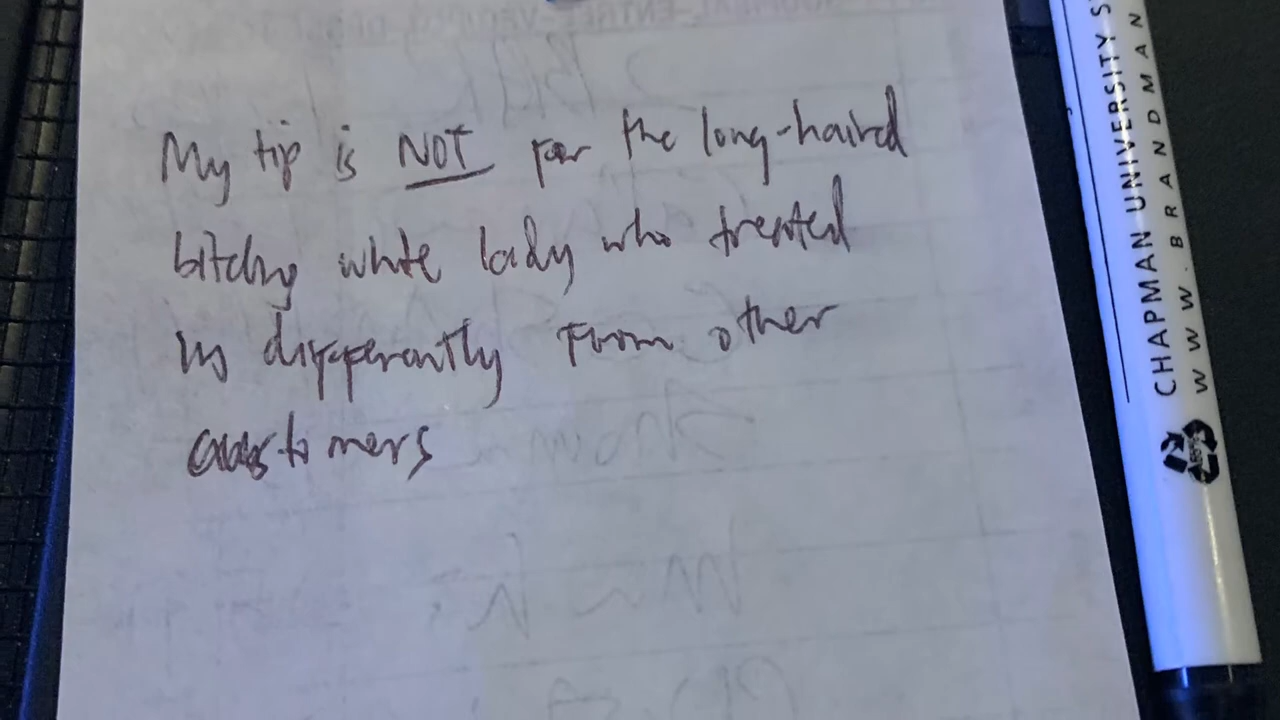 My tip is NOT for the long-haired
bitchy white lady who treated
us differently from other
customers
CHAPMAN UNIVERSITY S
WWW.BRANDMAN